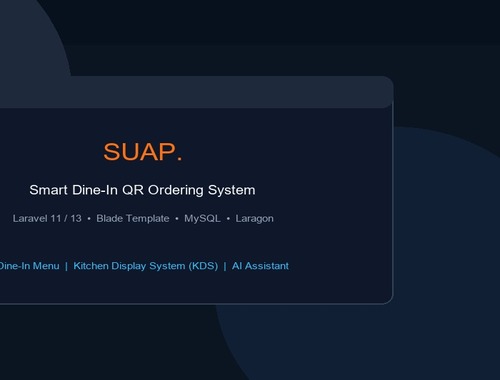 SUAP.
Smart Dine-In QR Ordering System
Laravel 11 / 13 • Blade Template • MySQL • Laragon
Dine-In Menu | Kitchen Display System (KDS) | AI Assistant